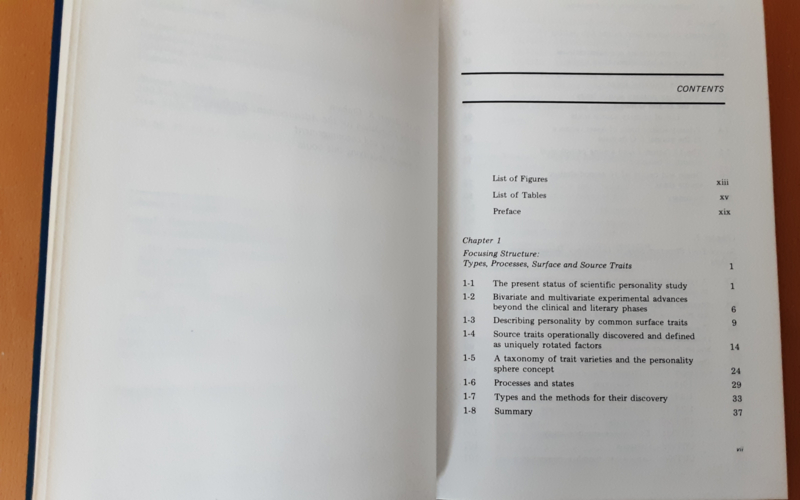 CONTENTS
List of Figures xiii
List of Tables xv
Preface xix
Chapter 1
Focusing Structure:
Types, Processes, Surface and Source Traits 1
1-1 The present status of scientific personality study 1
1-2 Bivariate and multivariate experimental advances
beyond the clinical and literary phases 6
1-3 Describing personality by common surface traits 9
1-4 Source traits operationally discovered and defined
as uniquely rotated factors 14
1-5 A taxonomy of trait varieties and the personality
sphere concept 24
1-6 Processes and states 29
1-7 Types and the methods for their discovery 33
1-8 Summary 37
vii